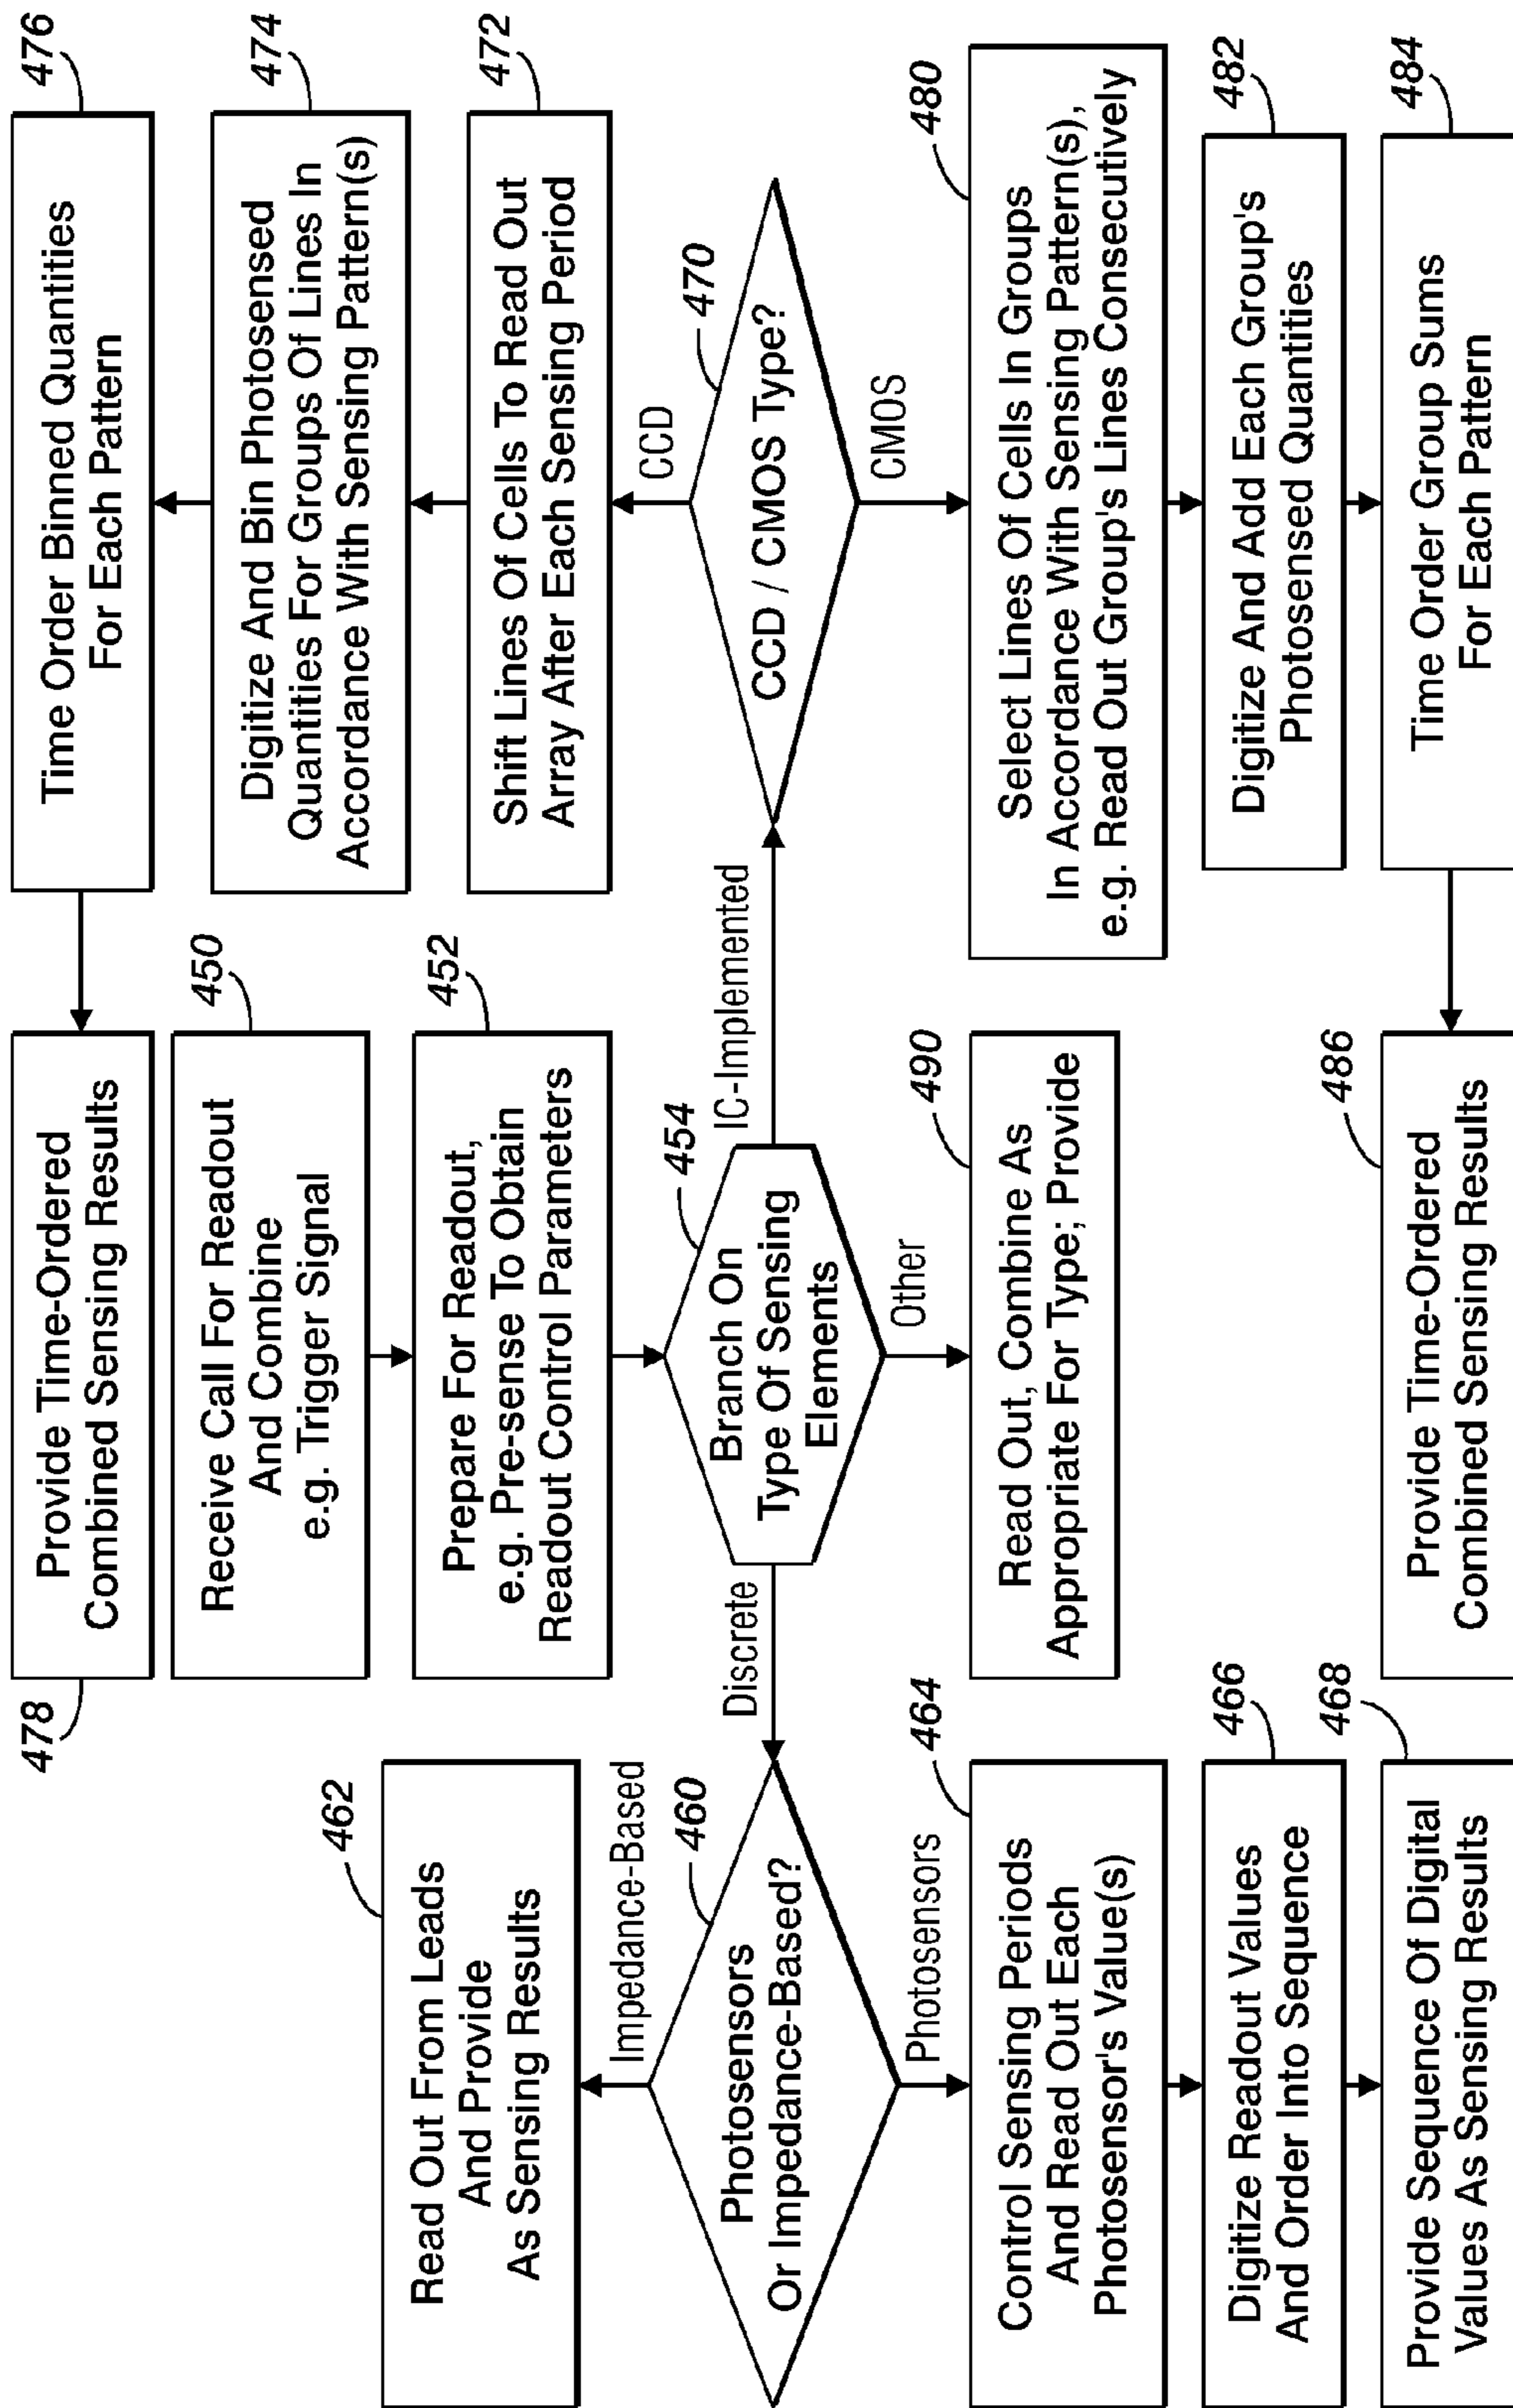 478
Provide Time-Ordered
Combined Sensing Results
476
Time Order Binned Quantities
For Each Pattern
450
Receive Call For Readout
And Combine
e.g. Trigger Signal
474
Digitize And Bin Photosensed
Quantities For Groups Of Lines In
Accordance With Sensing Pattern(s)
452
Prepare For Readout,
e.g. Pre-sense To Obtain
Readout Control Parameters
472
Shift Lines Of Cells To Read Out
Array After Each Sensing Period
462
Read Out From Leads
And Provide
As Sensing Results
Impedance-Based
460
Photosensors
Or Impedance-Based?
Discrete
454
Branch On
Type Of Sensing
Elements
IC-Implemented
CCD
470
CCD / CMOS Type?
Photosensors
Other
CMOS
464
Control Sensing Periods
And Read Out Each
Photosensor's Value(s)
490
Read Out, Combine As
Appropriate For Type; Provide
480
Select Lines Of Cells In Groups
In Accordance With Sensing Pattern(s),
e.g. Read Out Group's Lines Consecutively
466
Digitize Readout Values
And Order Into Sequence
482
Digitize And Add Each Group's
Photosensed Quantities
468
Provide Sequence Of Digital
Values As Sensing Results
486
Provide Time-Ordered
Combined Sensing Results
484
Time Order Group Sums
For Each Pattern